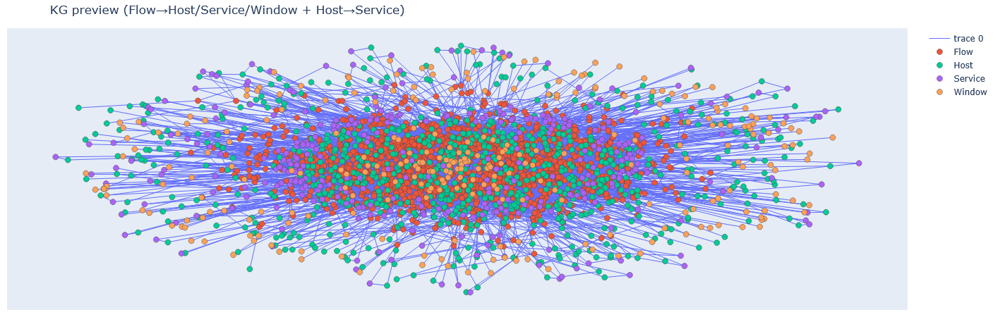 KG preview (Flow→Host/Service/Window + Host→Service)
trace 0
Flow
Host
Service
Window